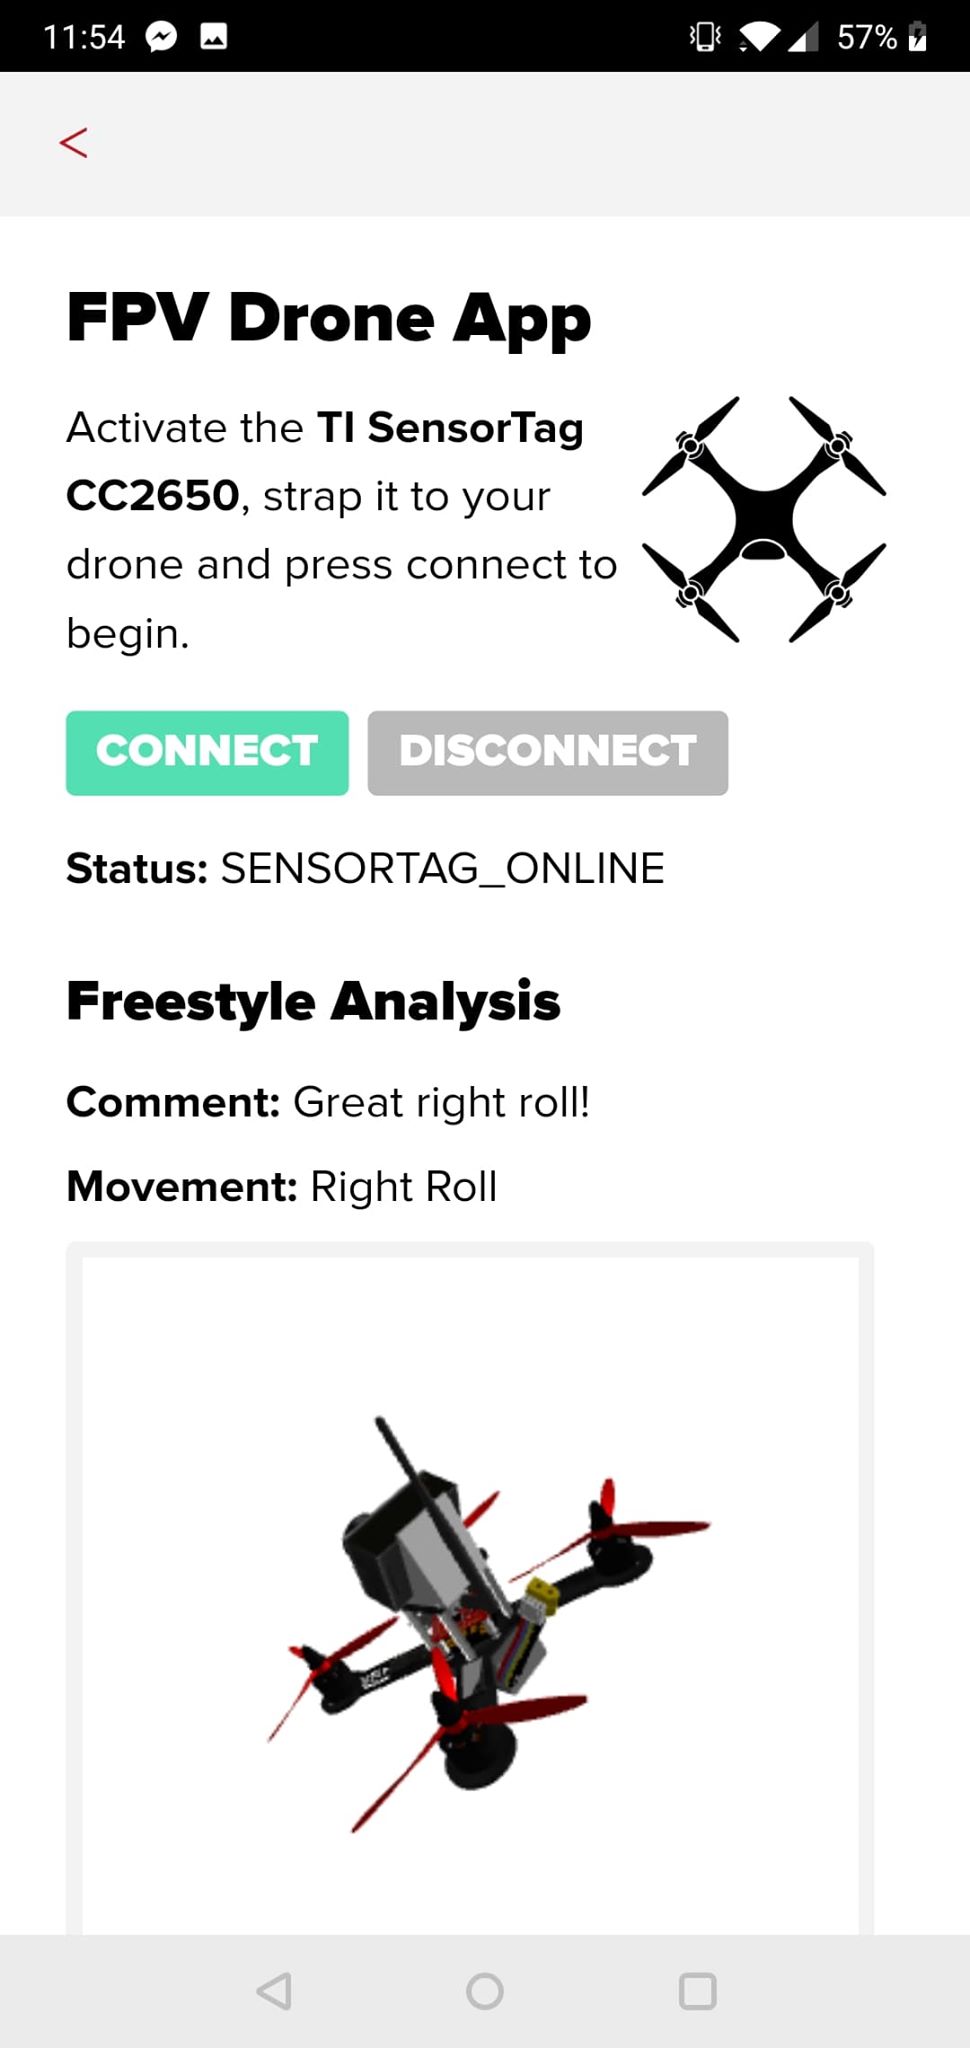 11:54
57%
<
FPV Drone App
Activate the TI SensorTag
CC2650, strap it to your
drone and press connect to
begin.
CONNECT
DISCONNECT
Status: SENSORTAG_ONLINE
Freestyle Analysis
Comment: Great right roll!
Movement: Right Roll